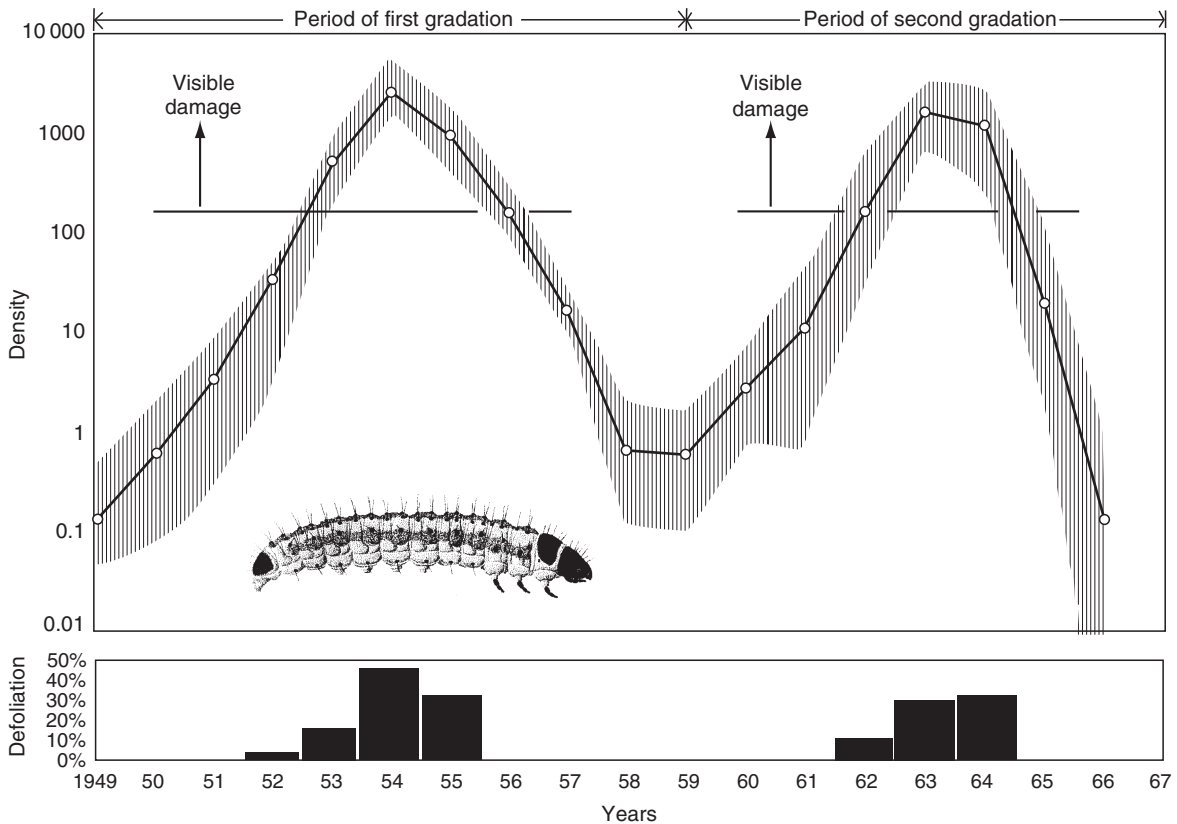 Period of first gradation
Period of second gradation
10 000
1000
100
10
1
0.1
0.01
Density
Visible
damage
Visible
damage
50%
40%
30%
20%
10%
0%
Defoliation
1949 50 51 52 53 54 55 56 57 58 59 60 61 62 63 64 65 66 67
Years